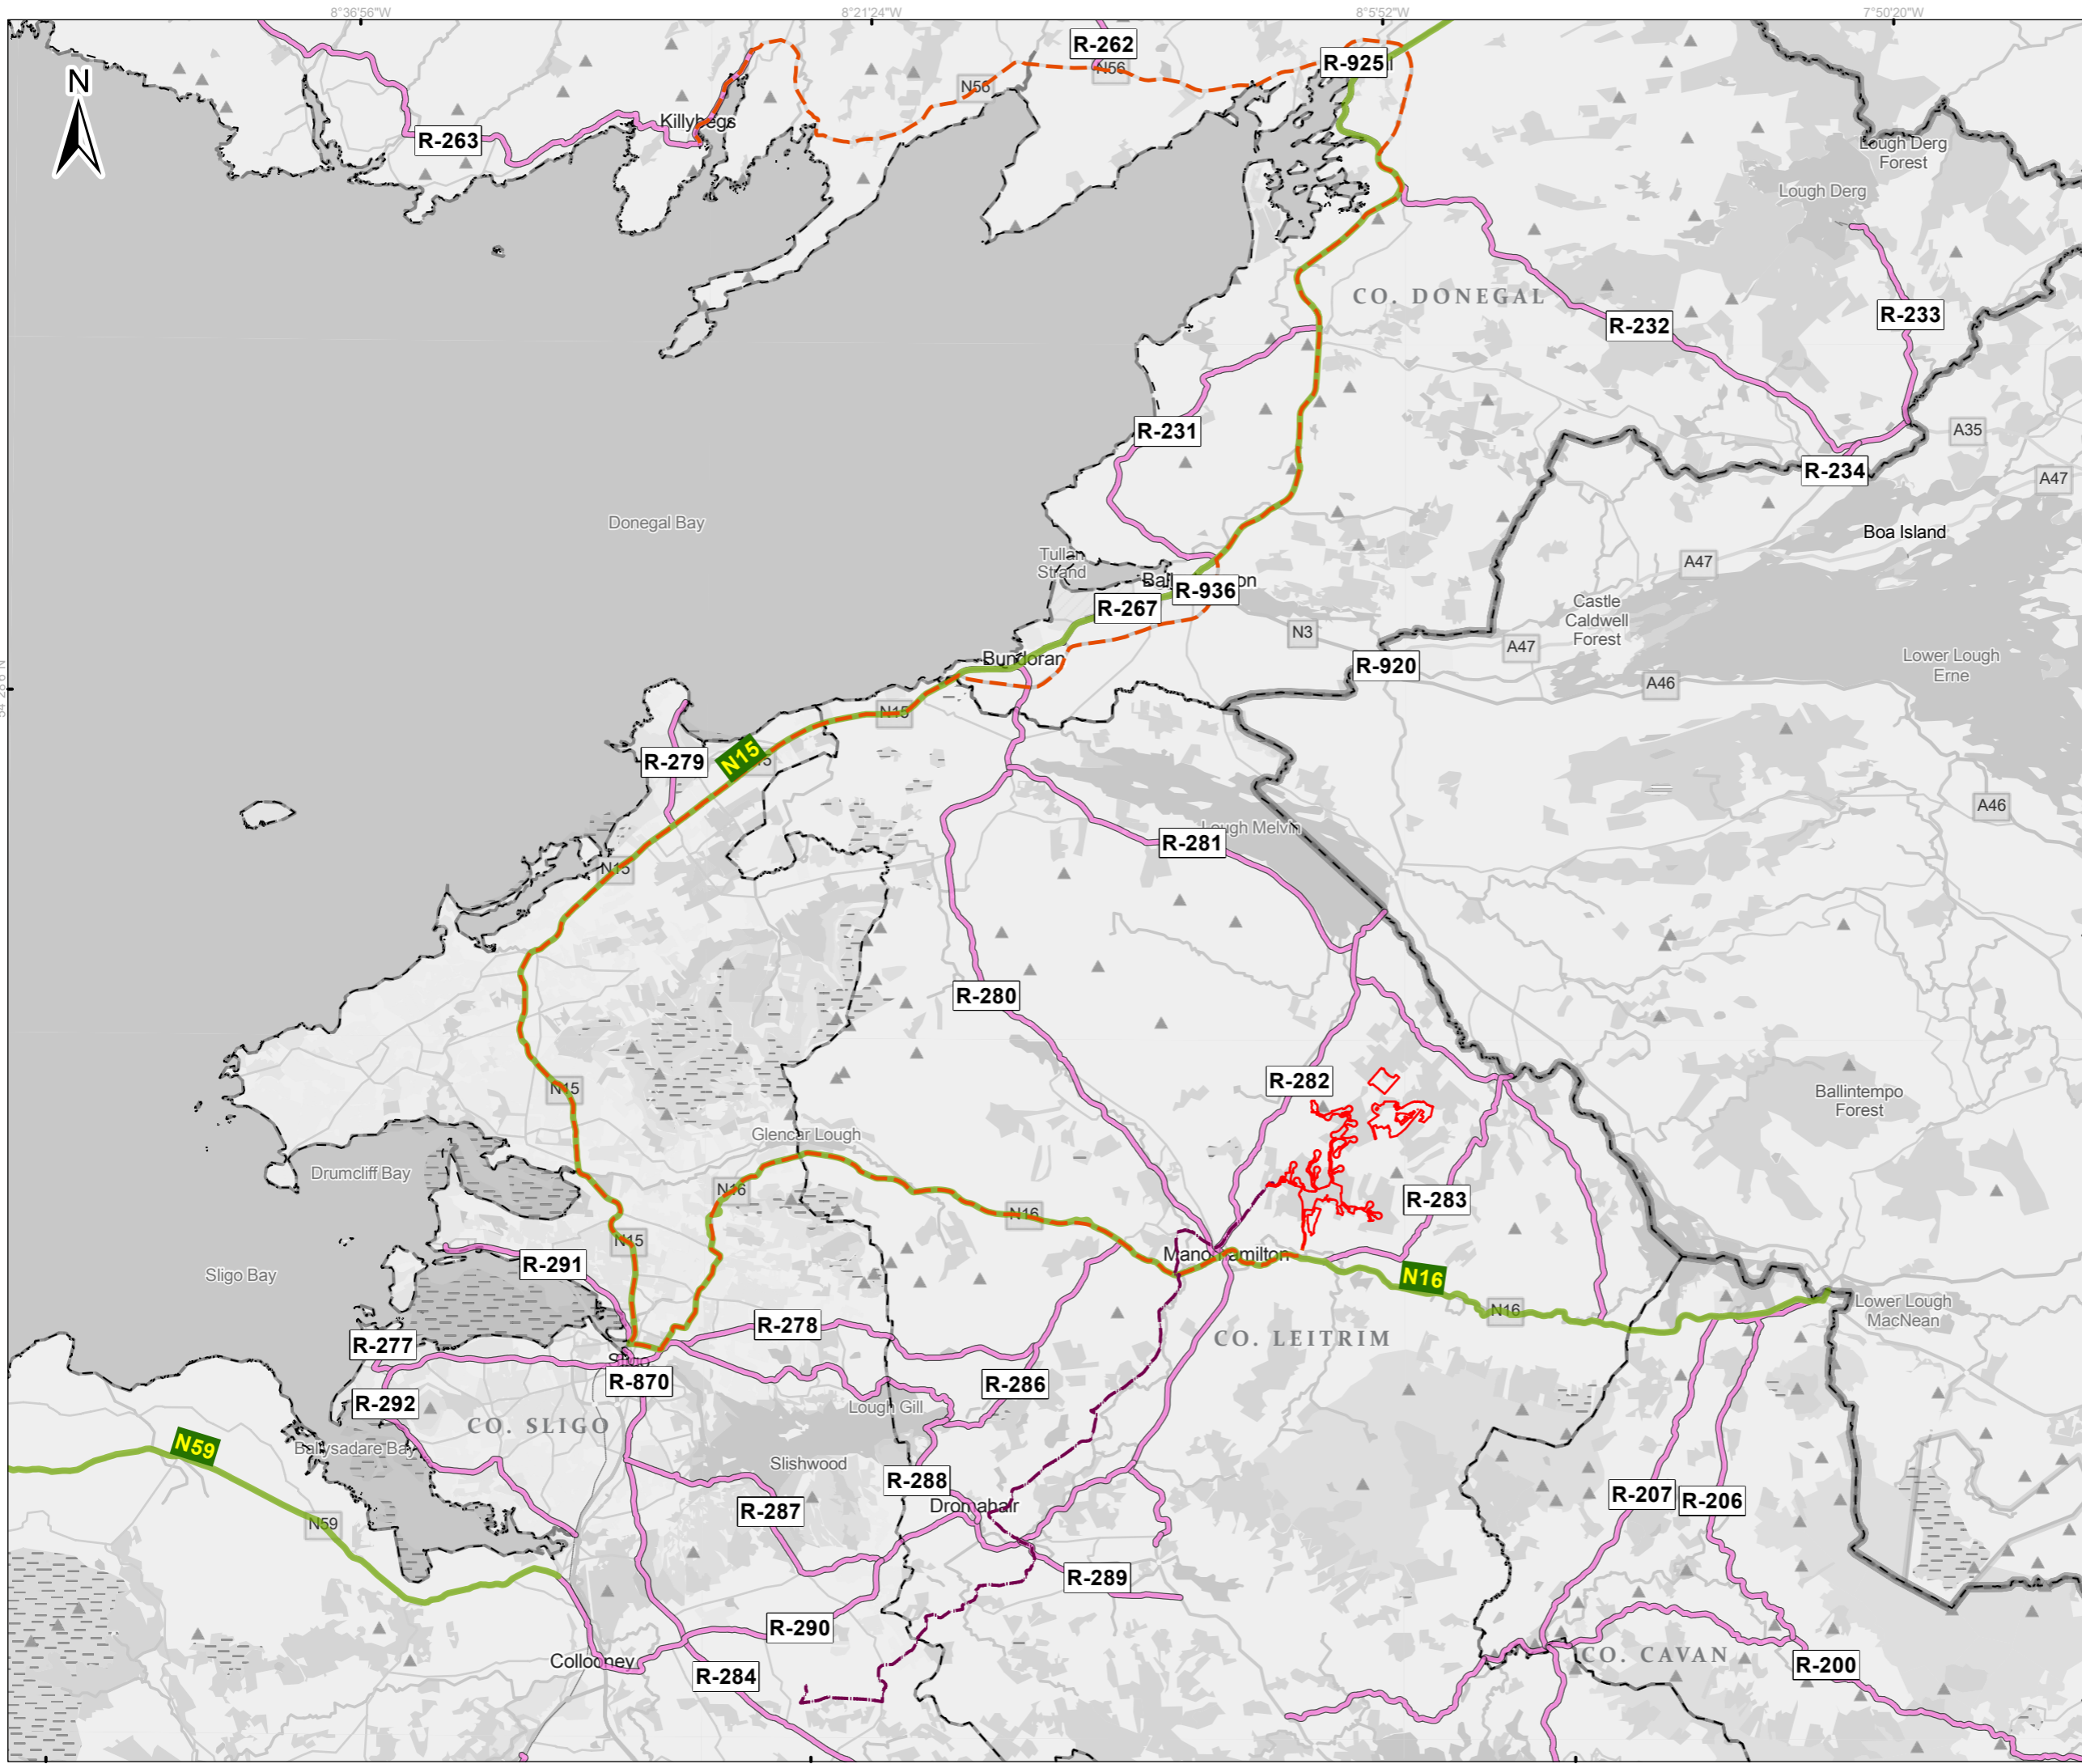 8°36'56"W
8°21'24"W
8°5'52"W
7°50'20"W
N
R-262
N56
N56
R-925
R-263
Killybegs
Lough Derg
Forest
Lough Derg
CO. DONEGAL
R-232
R-233
R-231
A35
R-234
A47
Donegal Bay
Boa Island
Tullan
Strand
A47
R-936
R-267
Castle
Caldwell
Forest
N3
A47
Bundoran
R-920
Lower Lough
Erne
A46
N15
N15
R-279
A46
Lough Melvin
R-281
N15
R-280
R-282
N15
Ballintempo
Forest
Glencar Lough
Drumcliff Bay
N16
R-283
N16
N15
Manorhamilton
R-291
Sligo Bay
N16
N16
Lower Lough
MacNean
R-278
CO. LEITRIM
R-277
Sligo
R-870
R-286
R-292
Lough Gill
CO. SLIGO
N59
Ballysadare Bay
Slishwood
R-288
R-207
R-206
Dromahair
R-287
N59
R-289
R-290
CO. CAVAN
Collooney
R-200
R-284